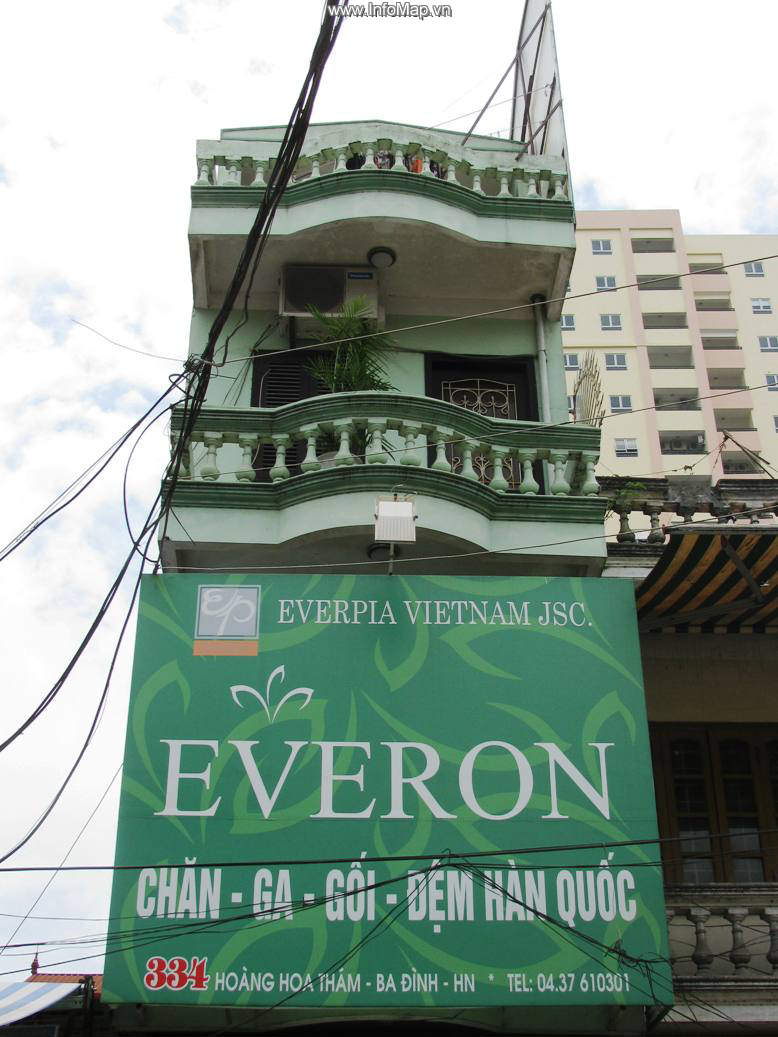 www.InfoMap.vn
ep EVERPIA VIETNAM JSC.
EVERON
CHĂN - GA - GỐI - ĐỆM HÀN QUỐC
334 HOÀNG HOA THÁM - BA ĐÌNH - HN * TEL: 04.37 610301